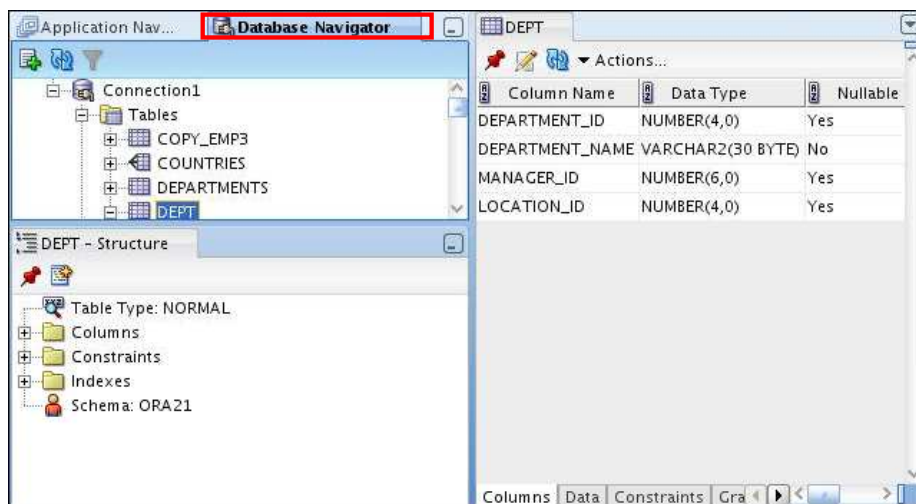 Application Nav...
Database Navigator
Connection1
Tables
COPY_EMP3
COUNTRIES
DEPARTMENTS
DEPT
DEPT - Structure
Table Type: NORMAL
Columns
Constraints
Indexes
Schema: ORA21
DEPT
Actions...
Column Name Data Type Nullable
DEPARTMENT_ID NUMBER(4,0) Yes
DEPARTMENT_NAME VARCHAR2(30 BYTE) No
MANAGER_ID NUMBER(6,0) Yes
LOCATION_ID NUMBER(4,0) Yes
Columns Data Constraints Gra